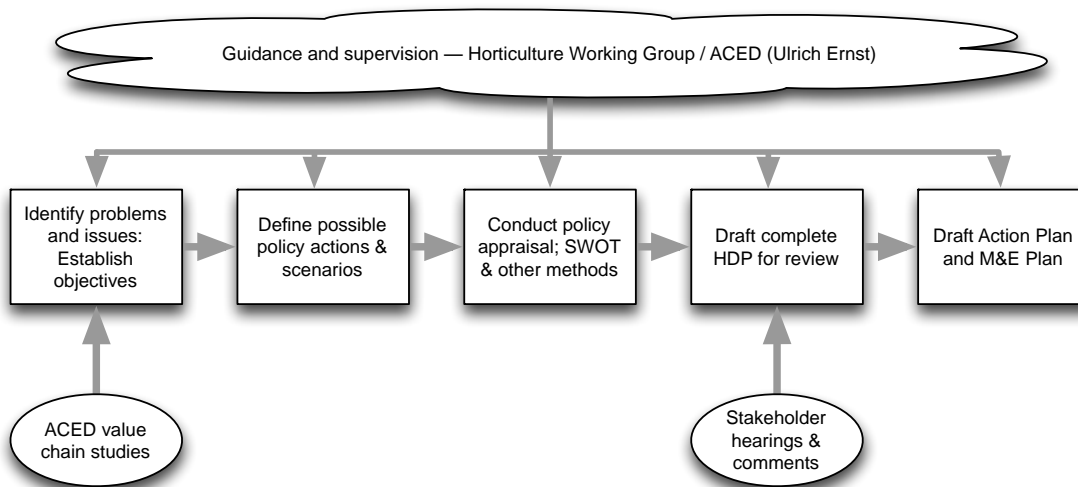 Guidance and supervision — Horticulture Working Group / ACED (Ulrich Ernst)
Identify problems
and issues:
Establish
objectives
Define possible
policy actions &
scenarios
Conduct policy
appraisal; SWOT
& other methods
Draft complete
HDP for review
Draft Action Plan
and M&E Plan
ACED value
chain studies
Stakeholder
hearings &
comments